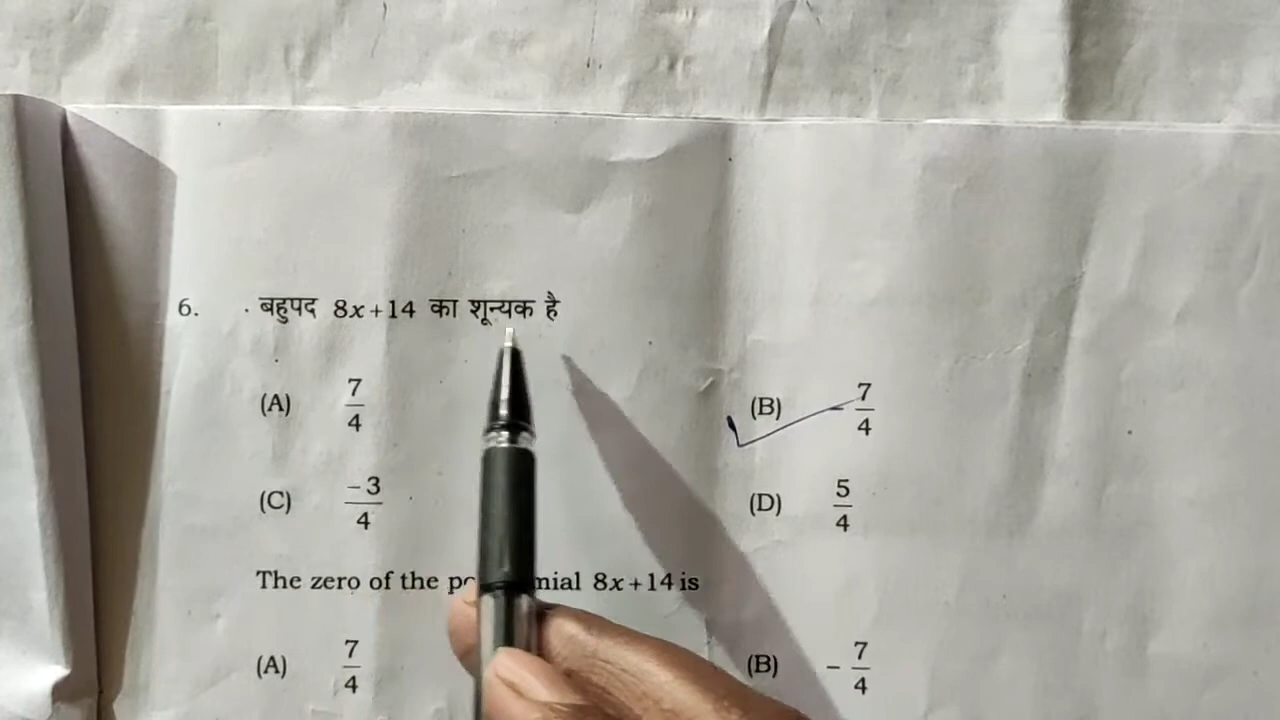 6. बहुपद 8x+14 का शून्यक है
(A) 7/4 (B) -7/4
(C) -3/4 (D) 5/4
The zero of the 8x+14 is
(A) 7/4 (B) -7/4